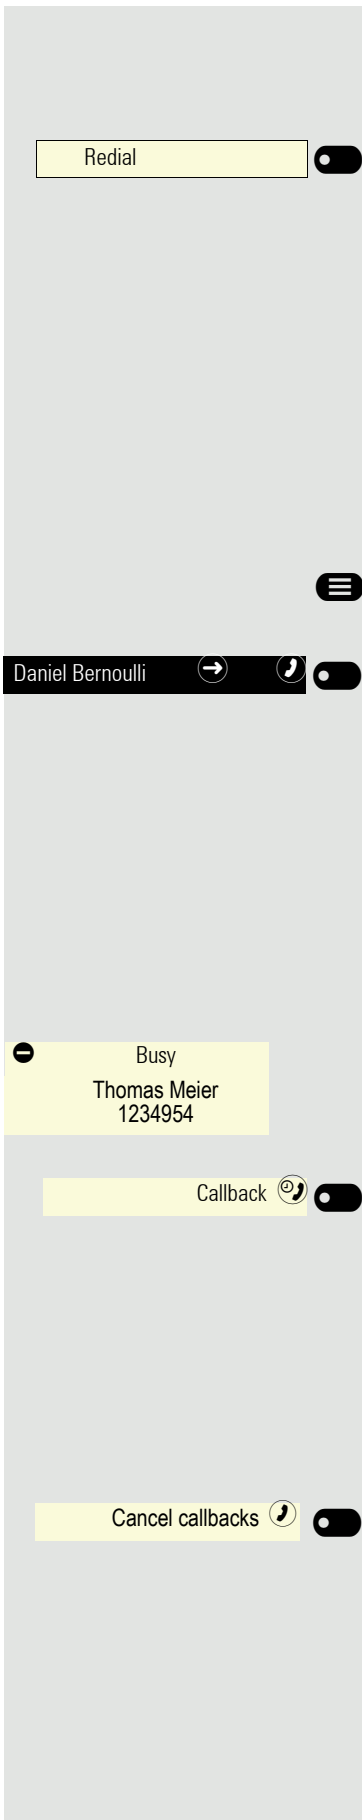 Redial
Daniel Bernoulli
Busy
Thomas Meier
1234954
Callback
Cancel callbacks